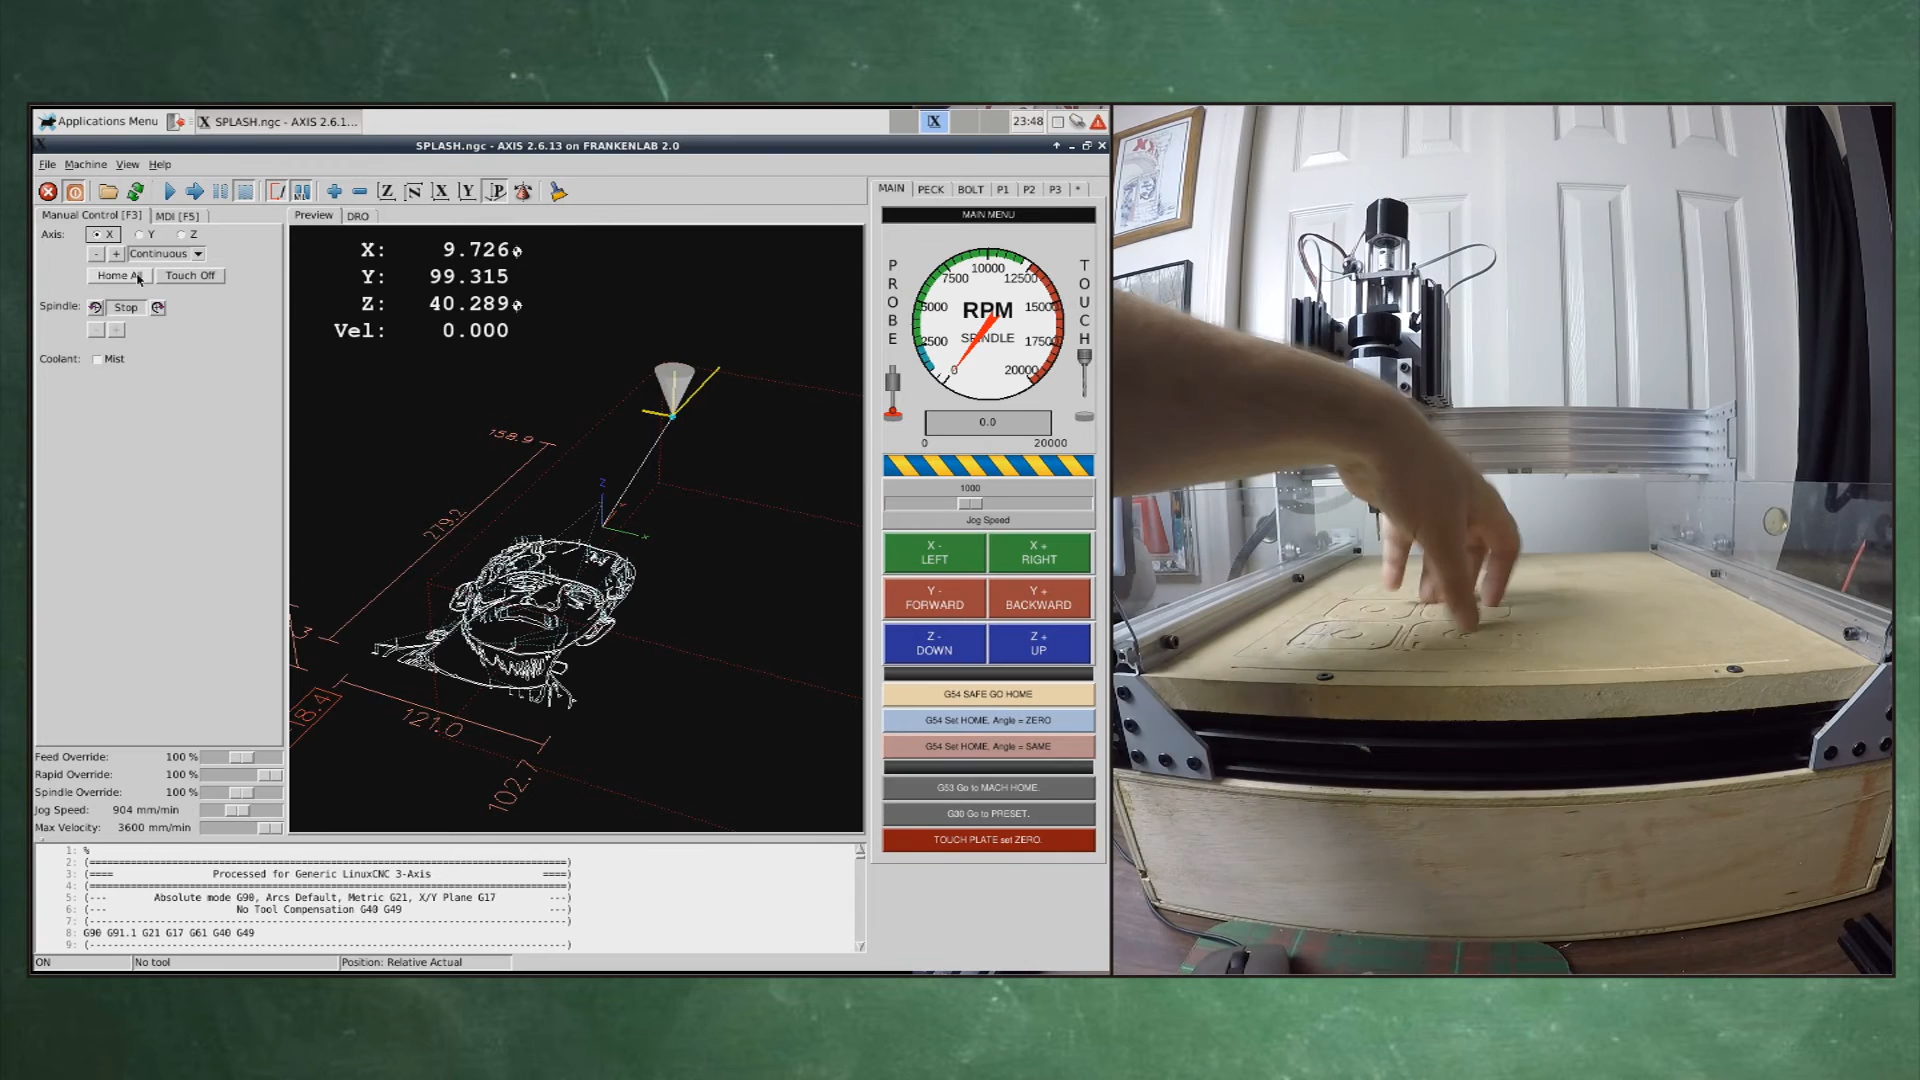 Applications Menu SPLASH.ngc - AXIS 2.6.1... 23:48
SPLASH.ngc - AXIS 2.6.13 on FRANKENLAB 2.0
File Machine View Help
Manual Control [F3] MDI [F5]
Preview DRO
MAIN PECK BOLT P1 P2 P3 *
Axis: X Y Z
- + Continuous
Home All Touch Off
Spindle: Stop
- +
Coolant: Mist
X: 9.726
Y: 99.315
Z: 40.289
Vel: 0.000
158.9
279.2
Z
X
121.0
102.7
MAIN MENU
PROBE
TOUCH
0 2500 5000 7500 10000 12500 15000 17500 20000
RPM
SPINDLE
0.0
0 20000
1000
Jog Speed
X -
LEFT
X +
RIGHT
Y -
FORWARD
Y +
BACKWARD
Z -
DOWN
Z +
UP
G54 SAFE GO HOME
G54 Set HOME, Angle = ZERO
G54 Set HOME, Angle = SAME
G53 Go to MACH HOME.
G30 Go to PRESET.
TOUCH PLATE set ZERO.
Feed Override: 100 %
Rapid Override: 100 %
Spindle Override: 100 %
Jog Speed: 904 mm/min
Max Velocity: 3600 mm/min
1: %
2: (==============================================================================)
3: (==== Processed for Generic LinuxCNC 3-Axis ====)
4: (==============================================================================)
5: (--- Absolute mode G90, Arcs Default, Metric G21, X/Y Plane G17 ---)
6: (--- No Tool Compensation G40 G49 ---)
7: (------------------------------------------------------------------------------)
8: G90 G91.1 G21 G17 G61 G40 G49
9: (------------------------------------------------------------------------------)
ON No tool Position: Relative Actual